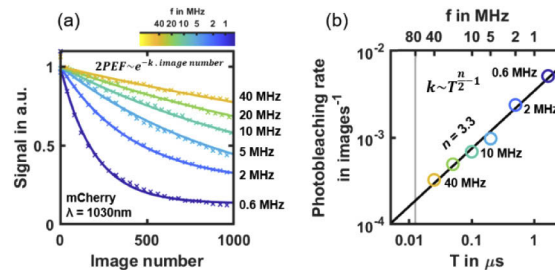 (a)
f in MHz
40 20 10 5 2 1
2PEF~e^-k . image number
Signal in a.u.
1
0.5
0
40 MHz
20 MHz
10 MHz
5 MHz
2 MHz
0.6 MHz
mCherry
λ = 1030nm
0 500 1000
Image number
(b)
f in MHz
80 40 10 5 2 1
Photobleaching rate
in images^-1
10^-2
10^-3
10^-4
k~T^(n/2 -1)
n = 3.3
0.6 MHz
2 MHz
10 MHz
40 MHz
0.01 0.1 1
T in μs